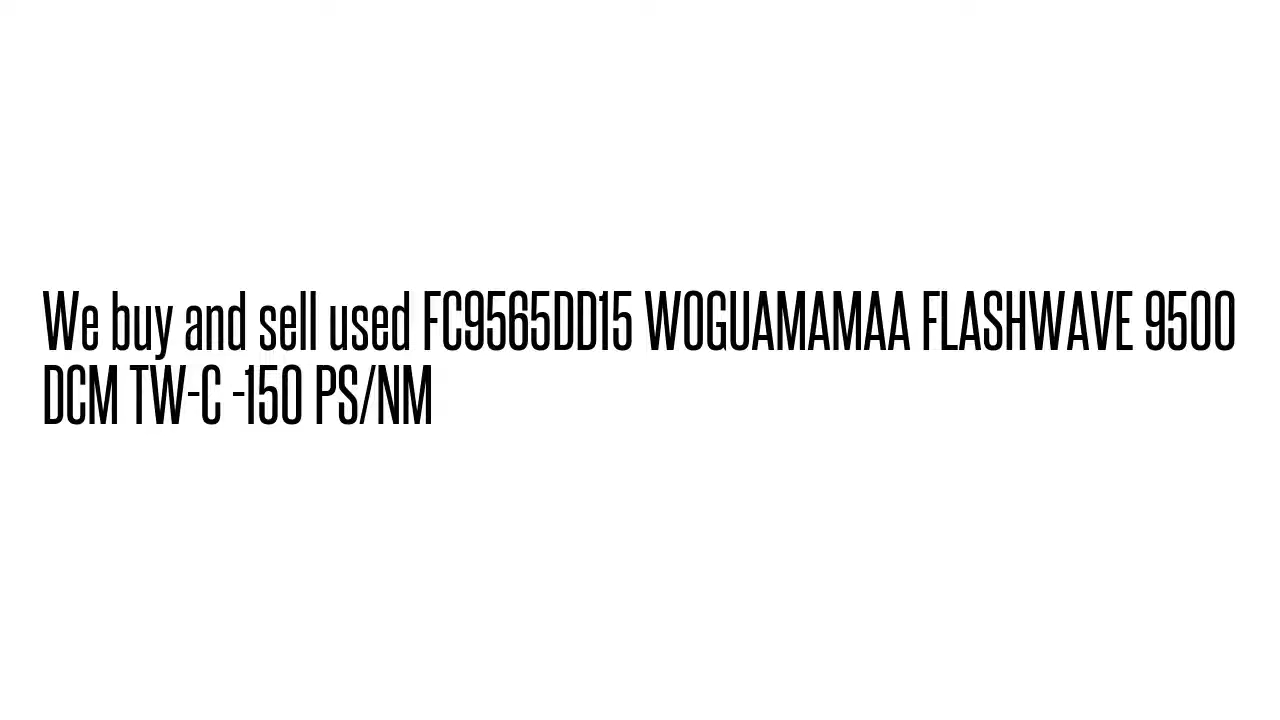 We buy and sell used FC9565DD15 WOGUAMAMAA FLASHWAVE 9500
DCM TW-C -150 PS/NM